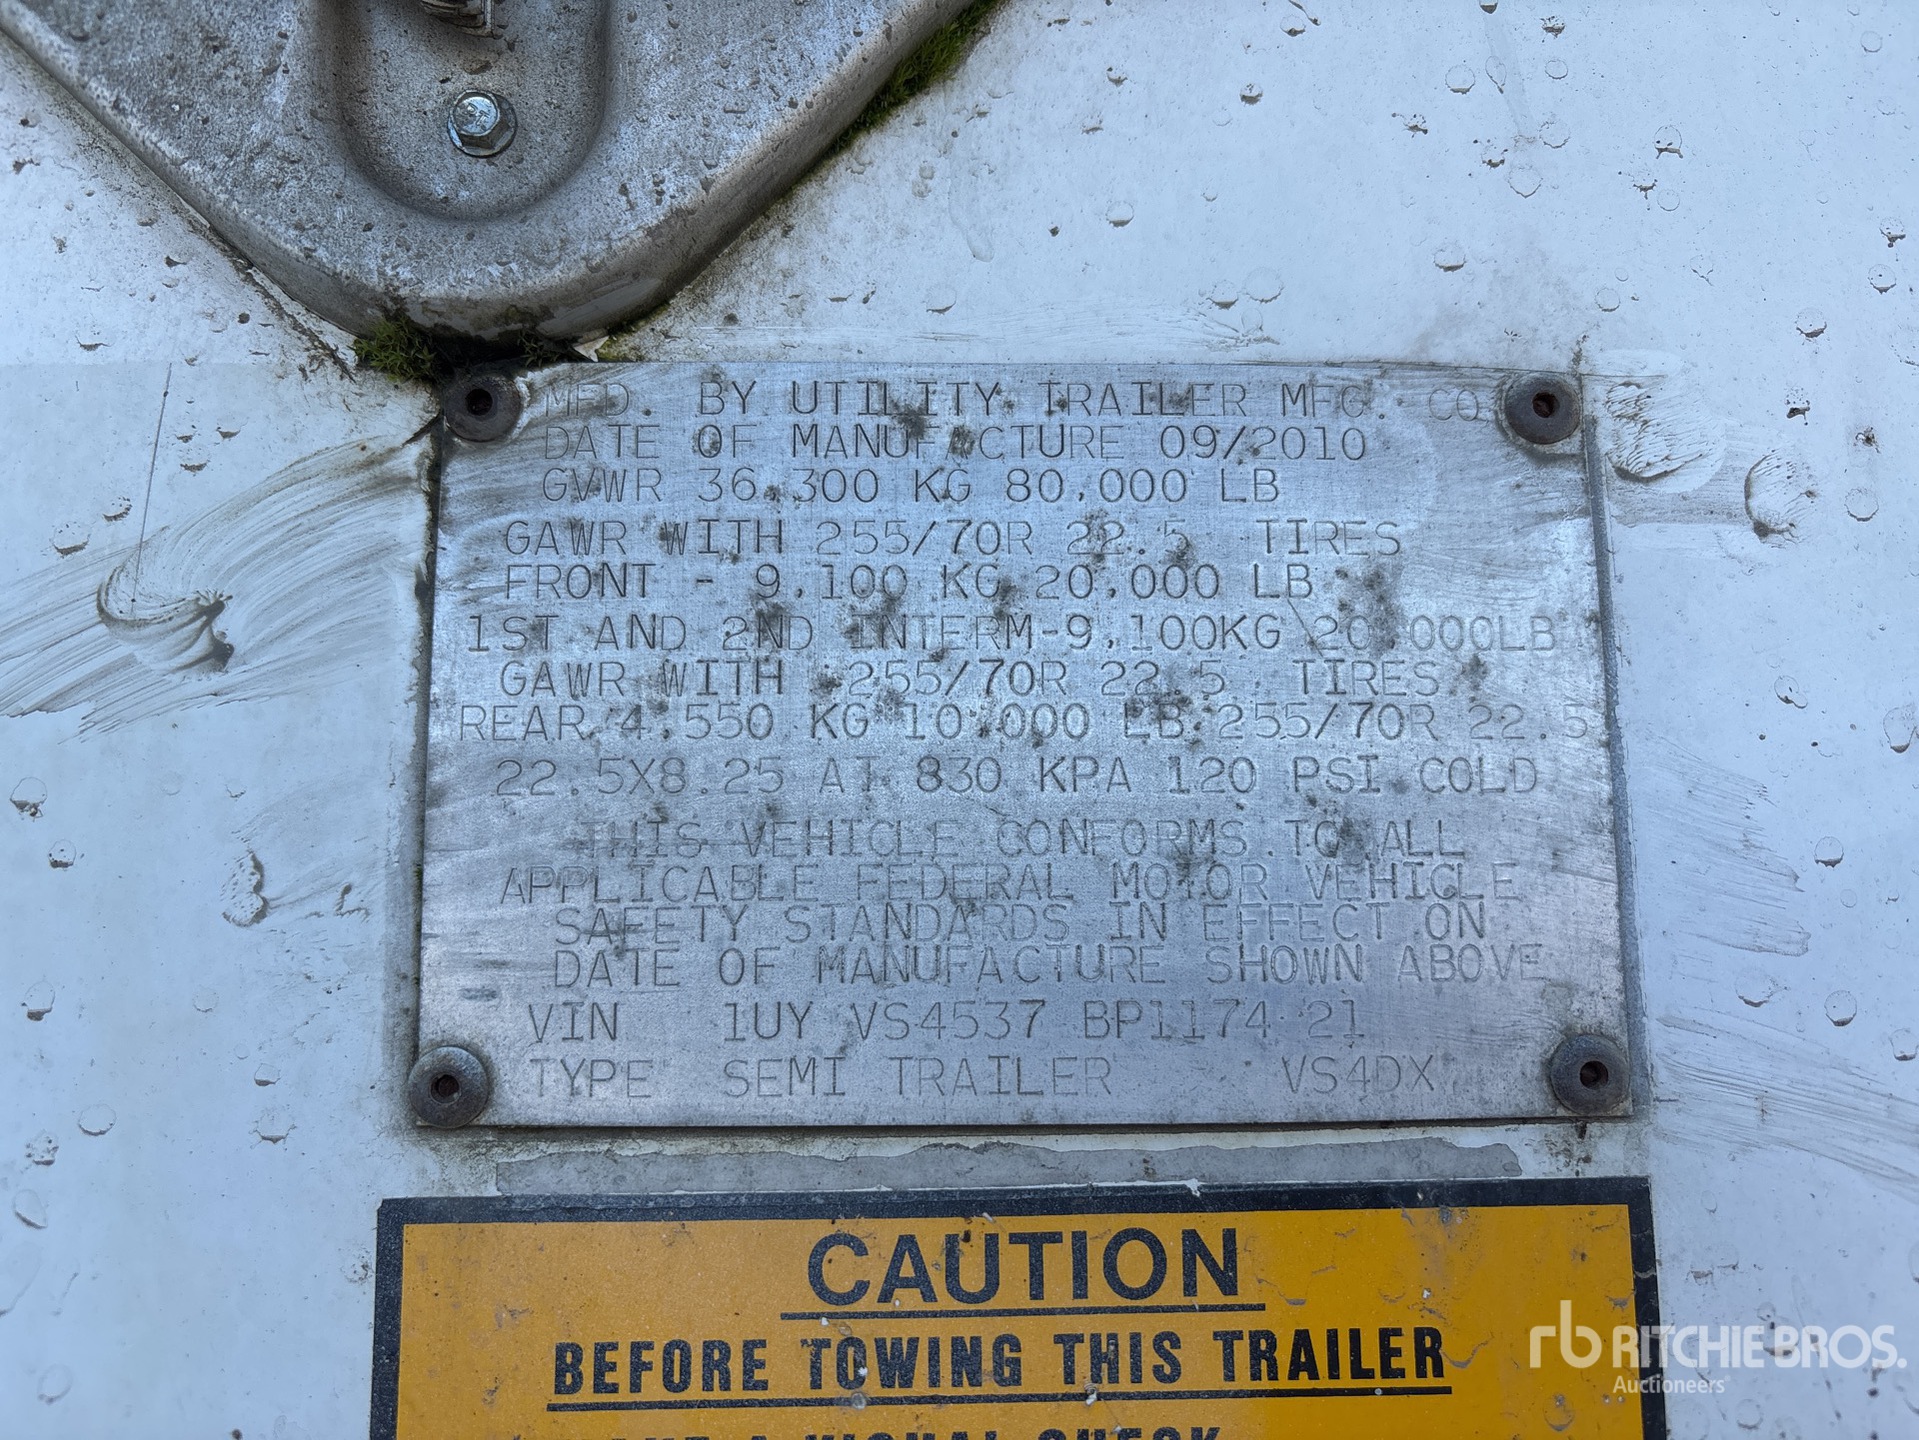 MFD. BY UTILITY TRAILER MFG. CO.
DATE OF MANUFACTURE 09/2010
GVWR 36,300 KG 80,000 LB
GAWR WITH 255/70R 22.5 TIRES
FRONT - 9,100 KG 20,000 LB
1ST AND 2ND INTERM-9,100KG 20,000LB
GAWR WITH 255/70R 22.5 TIRES
REAR 4,550 KG 10,000 LB 255/70R 22.5
22.5X8.25 AT 830 KPA 120 PSI COLD
THIS VEHICLE CONFORMS TO ALL
APPLICABLE FEDERAL MOTOR VEHICLE
SAFETY STANDARDS IN EFFECT ON
DATE OF MANUFACTURE SHOWN ABOVE
VIN 1UY VS4537 BP1174 21
TYPE SEMI TRAILER VS4DX
CAUTION
BEFORE TOWING THIS TRAILER
rb RITCHIE BROS.
Auctioneers